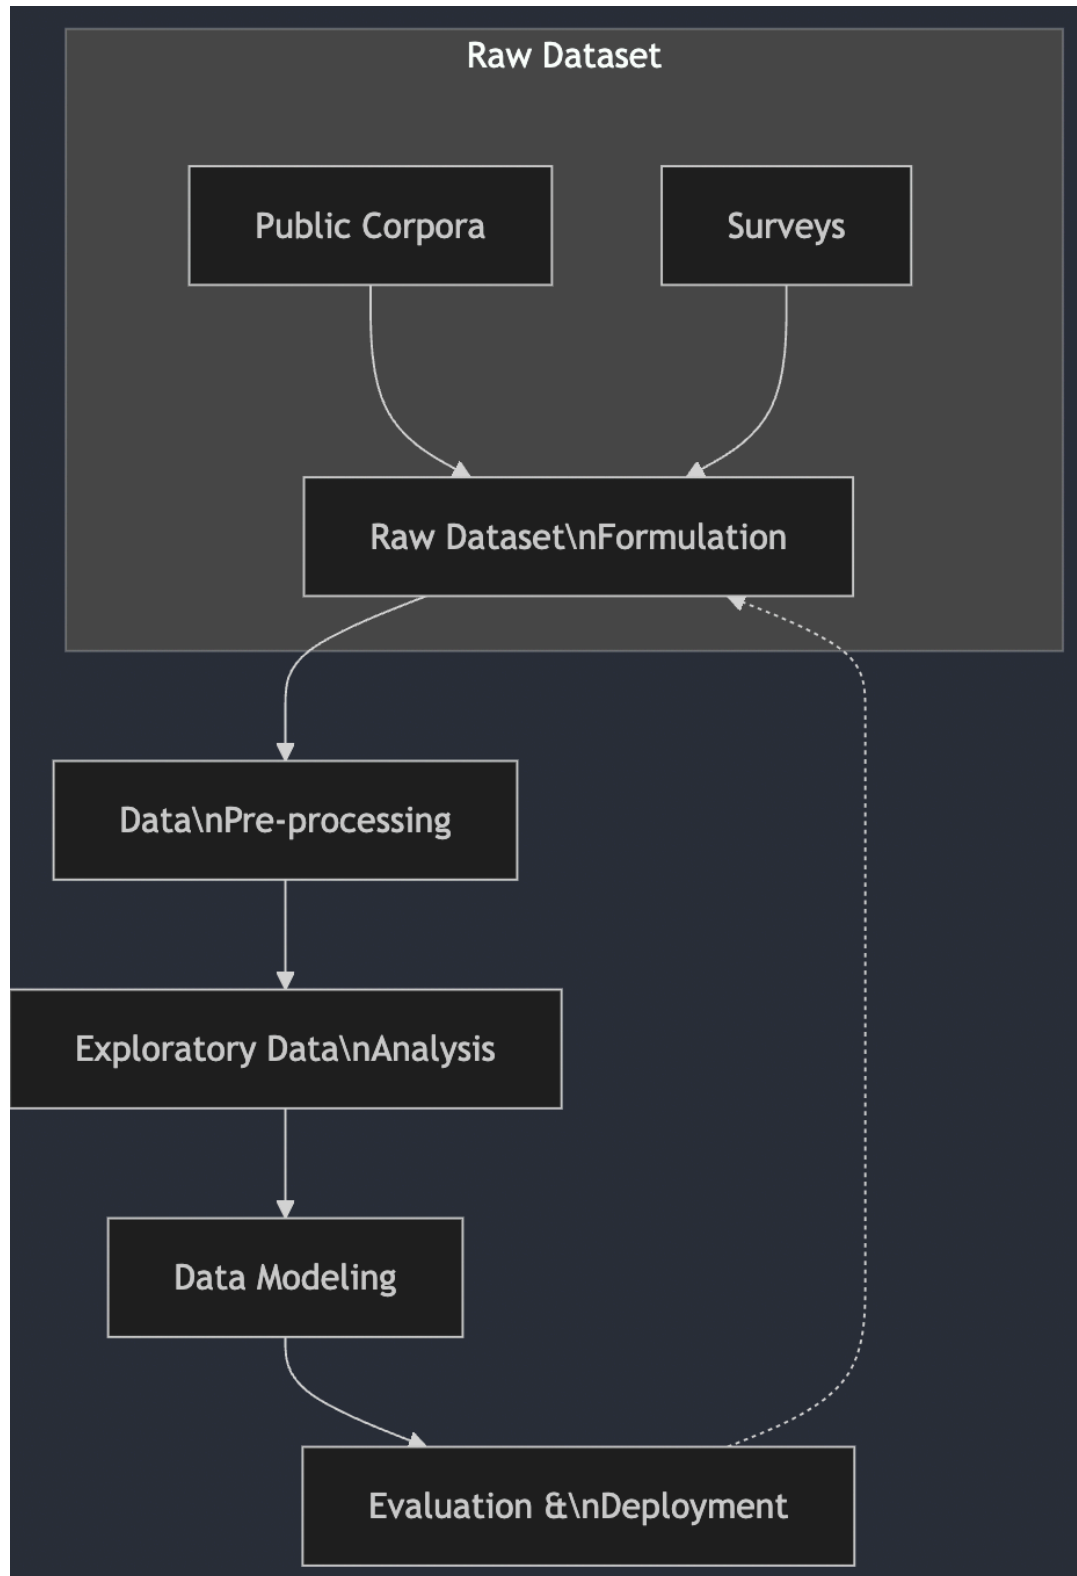 Raw Dataset
Public Corpora
Surveys
Raw Dataset\nFormulation
Data\nPre-processing
Exploratory Data\nAnalysis
Data Modeling
Evaluation &\nDeployment